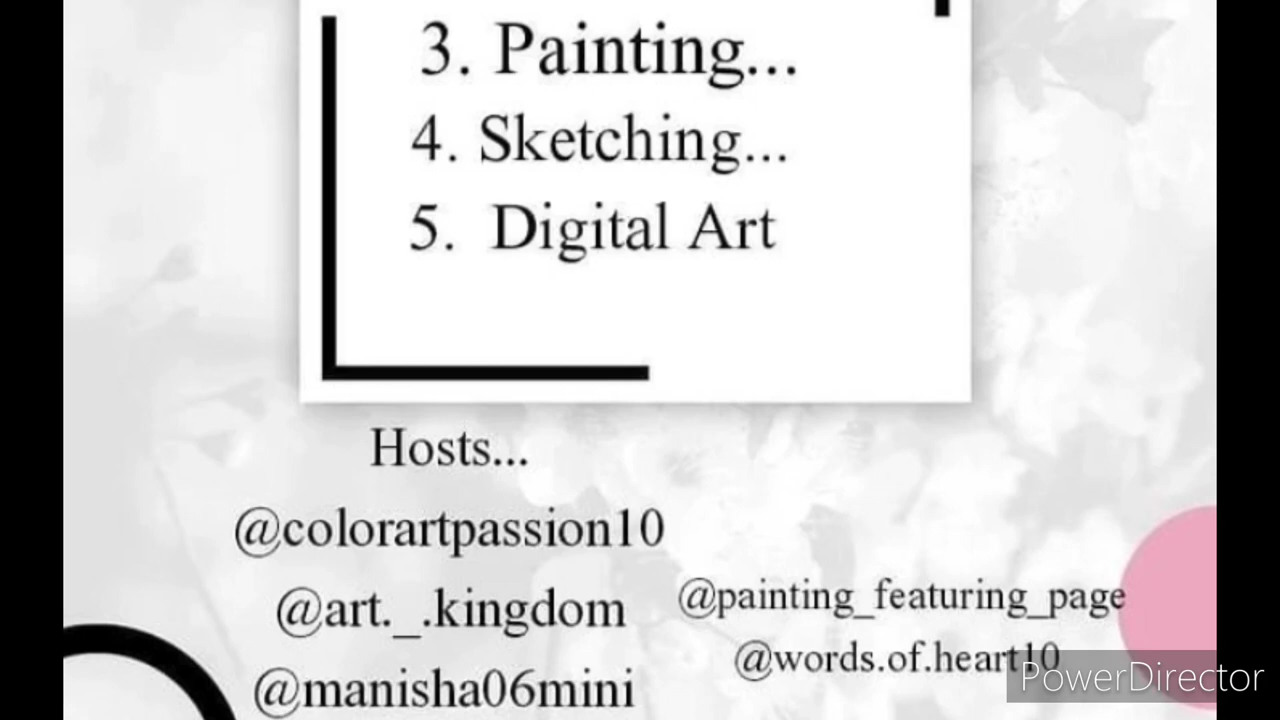 3. Painting...
4. Sketching...
5. Digital Art
Hosts...
@colorartpassion10
@art._.kingdom
@manisha06mini
@painting_featuring_page
@words.of.heart10
PowerDirector